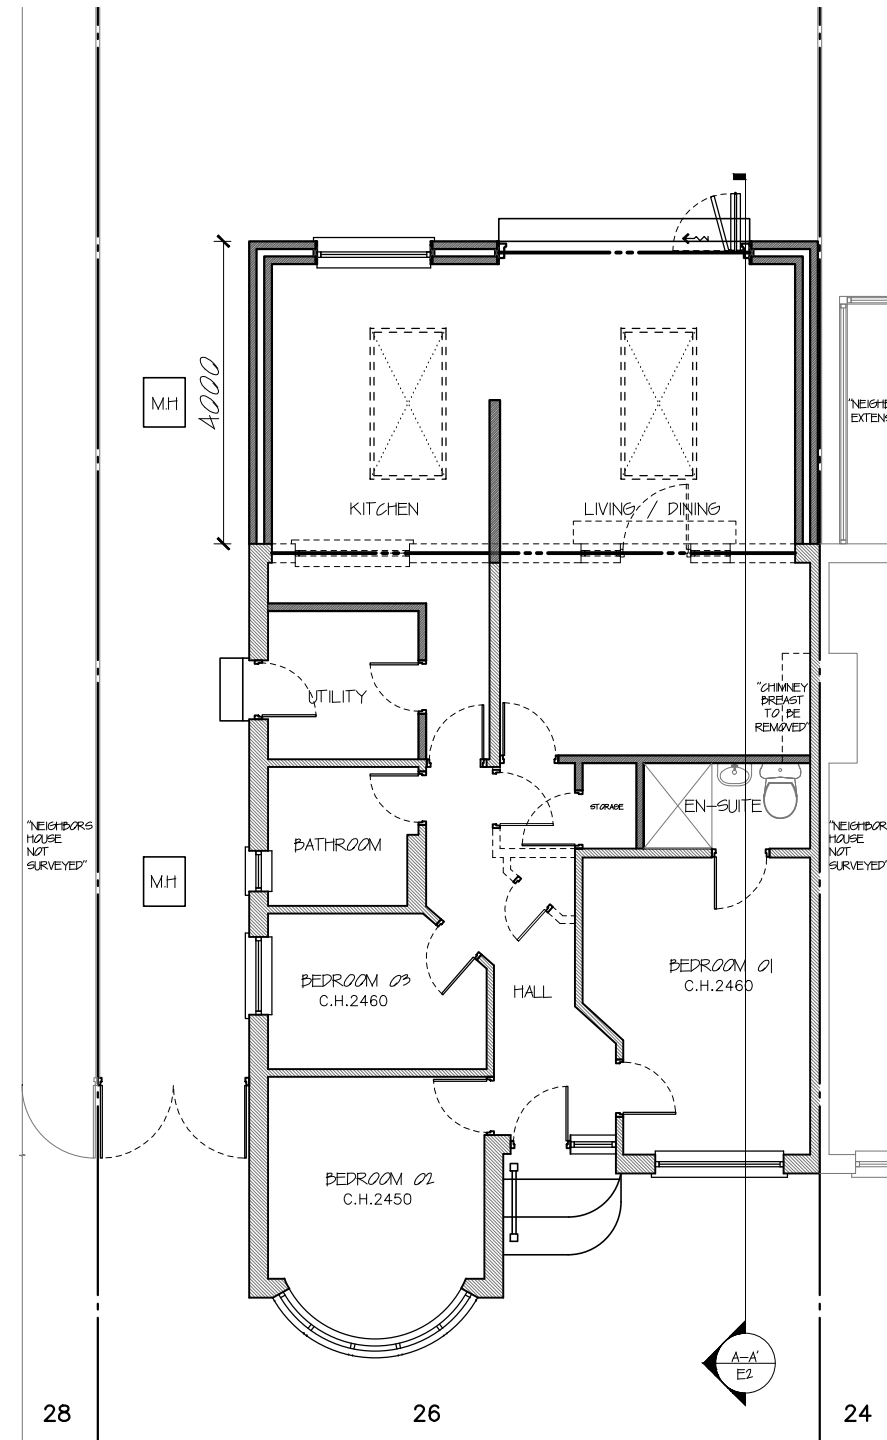 4000
M.H
"NEIGHB
EXTENS
KITCHEN
LIVING / DINING
UTILITY
"CHIMNEY
BREAST
TO BE
REMOVED"
STORAGE
EN-SUITE
"NEIGHBORS
HOUSE
NOT
SURVEYED"
M.H
BATHROOM
"NEIGHBOR
HOUSE
NOT
SURVEYED"
BEDROOM 03
C.H.2460
HALL
BEDROOM 01
C.H.2460
BEDROOM 02
C.H.2450
A-A'
E2
28
26
24